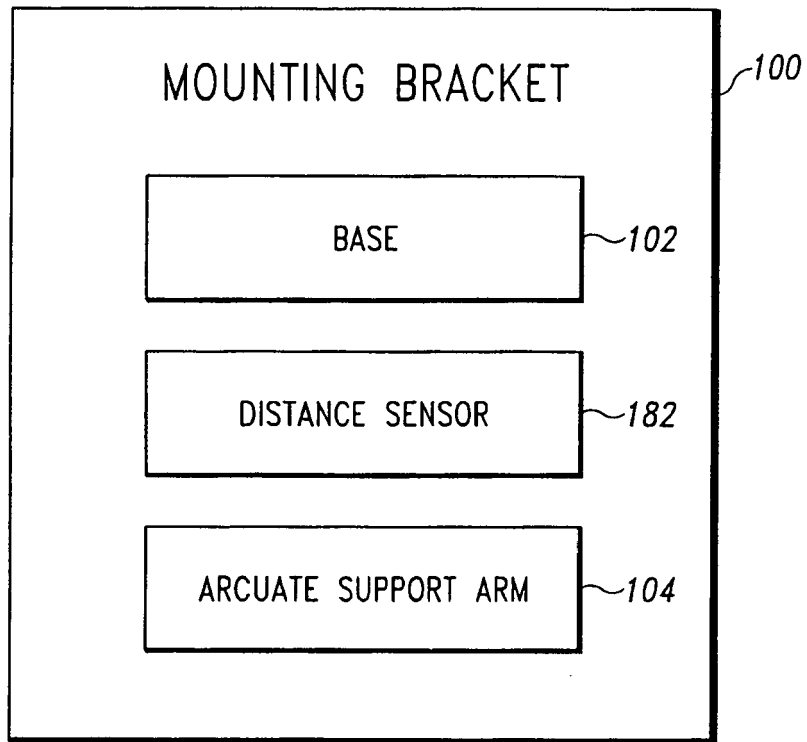 MOUNTING BRACKET
100
BASE
102
DISTANCE SENSOR
182
ARCUATE SUPPORT ARM
104